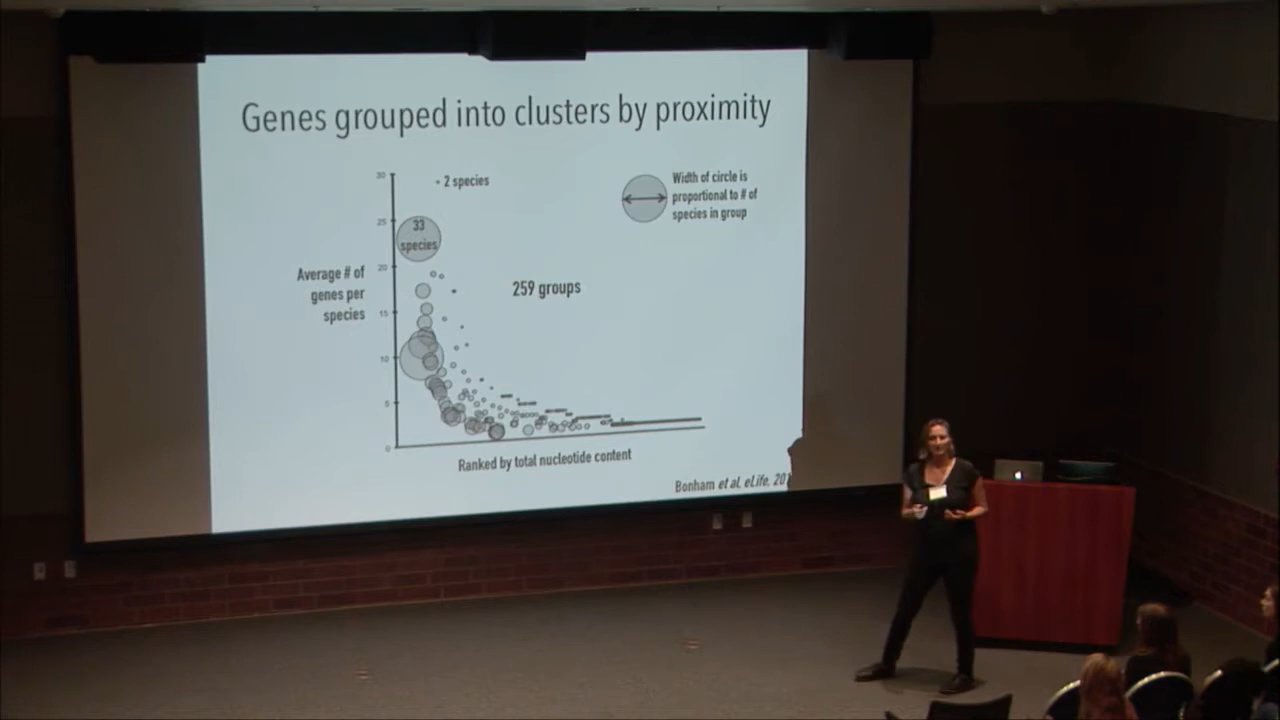 Genes grouped into clusters by proximity
30
25
20
15
10
5
0
Average # of
genes per
species
2 species
33
species
259 groups
Width of circle is
proportional to # of
species in group
Ranked by total nucleotide content
Bonham et al, eLife,